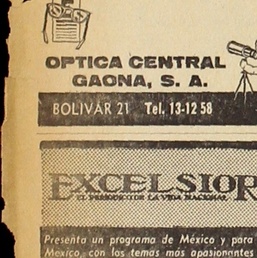 OPTICA CENTRAL
GAONA, S. A.
BOLIVAR 21 Tel. 13-12 58
EXCELSIOR
EL PERIODICO DE LA VIDA NACIONAL
Presenta un programa de México y para
Mexico, con los temas más apasionantes